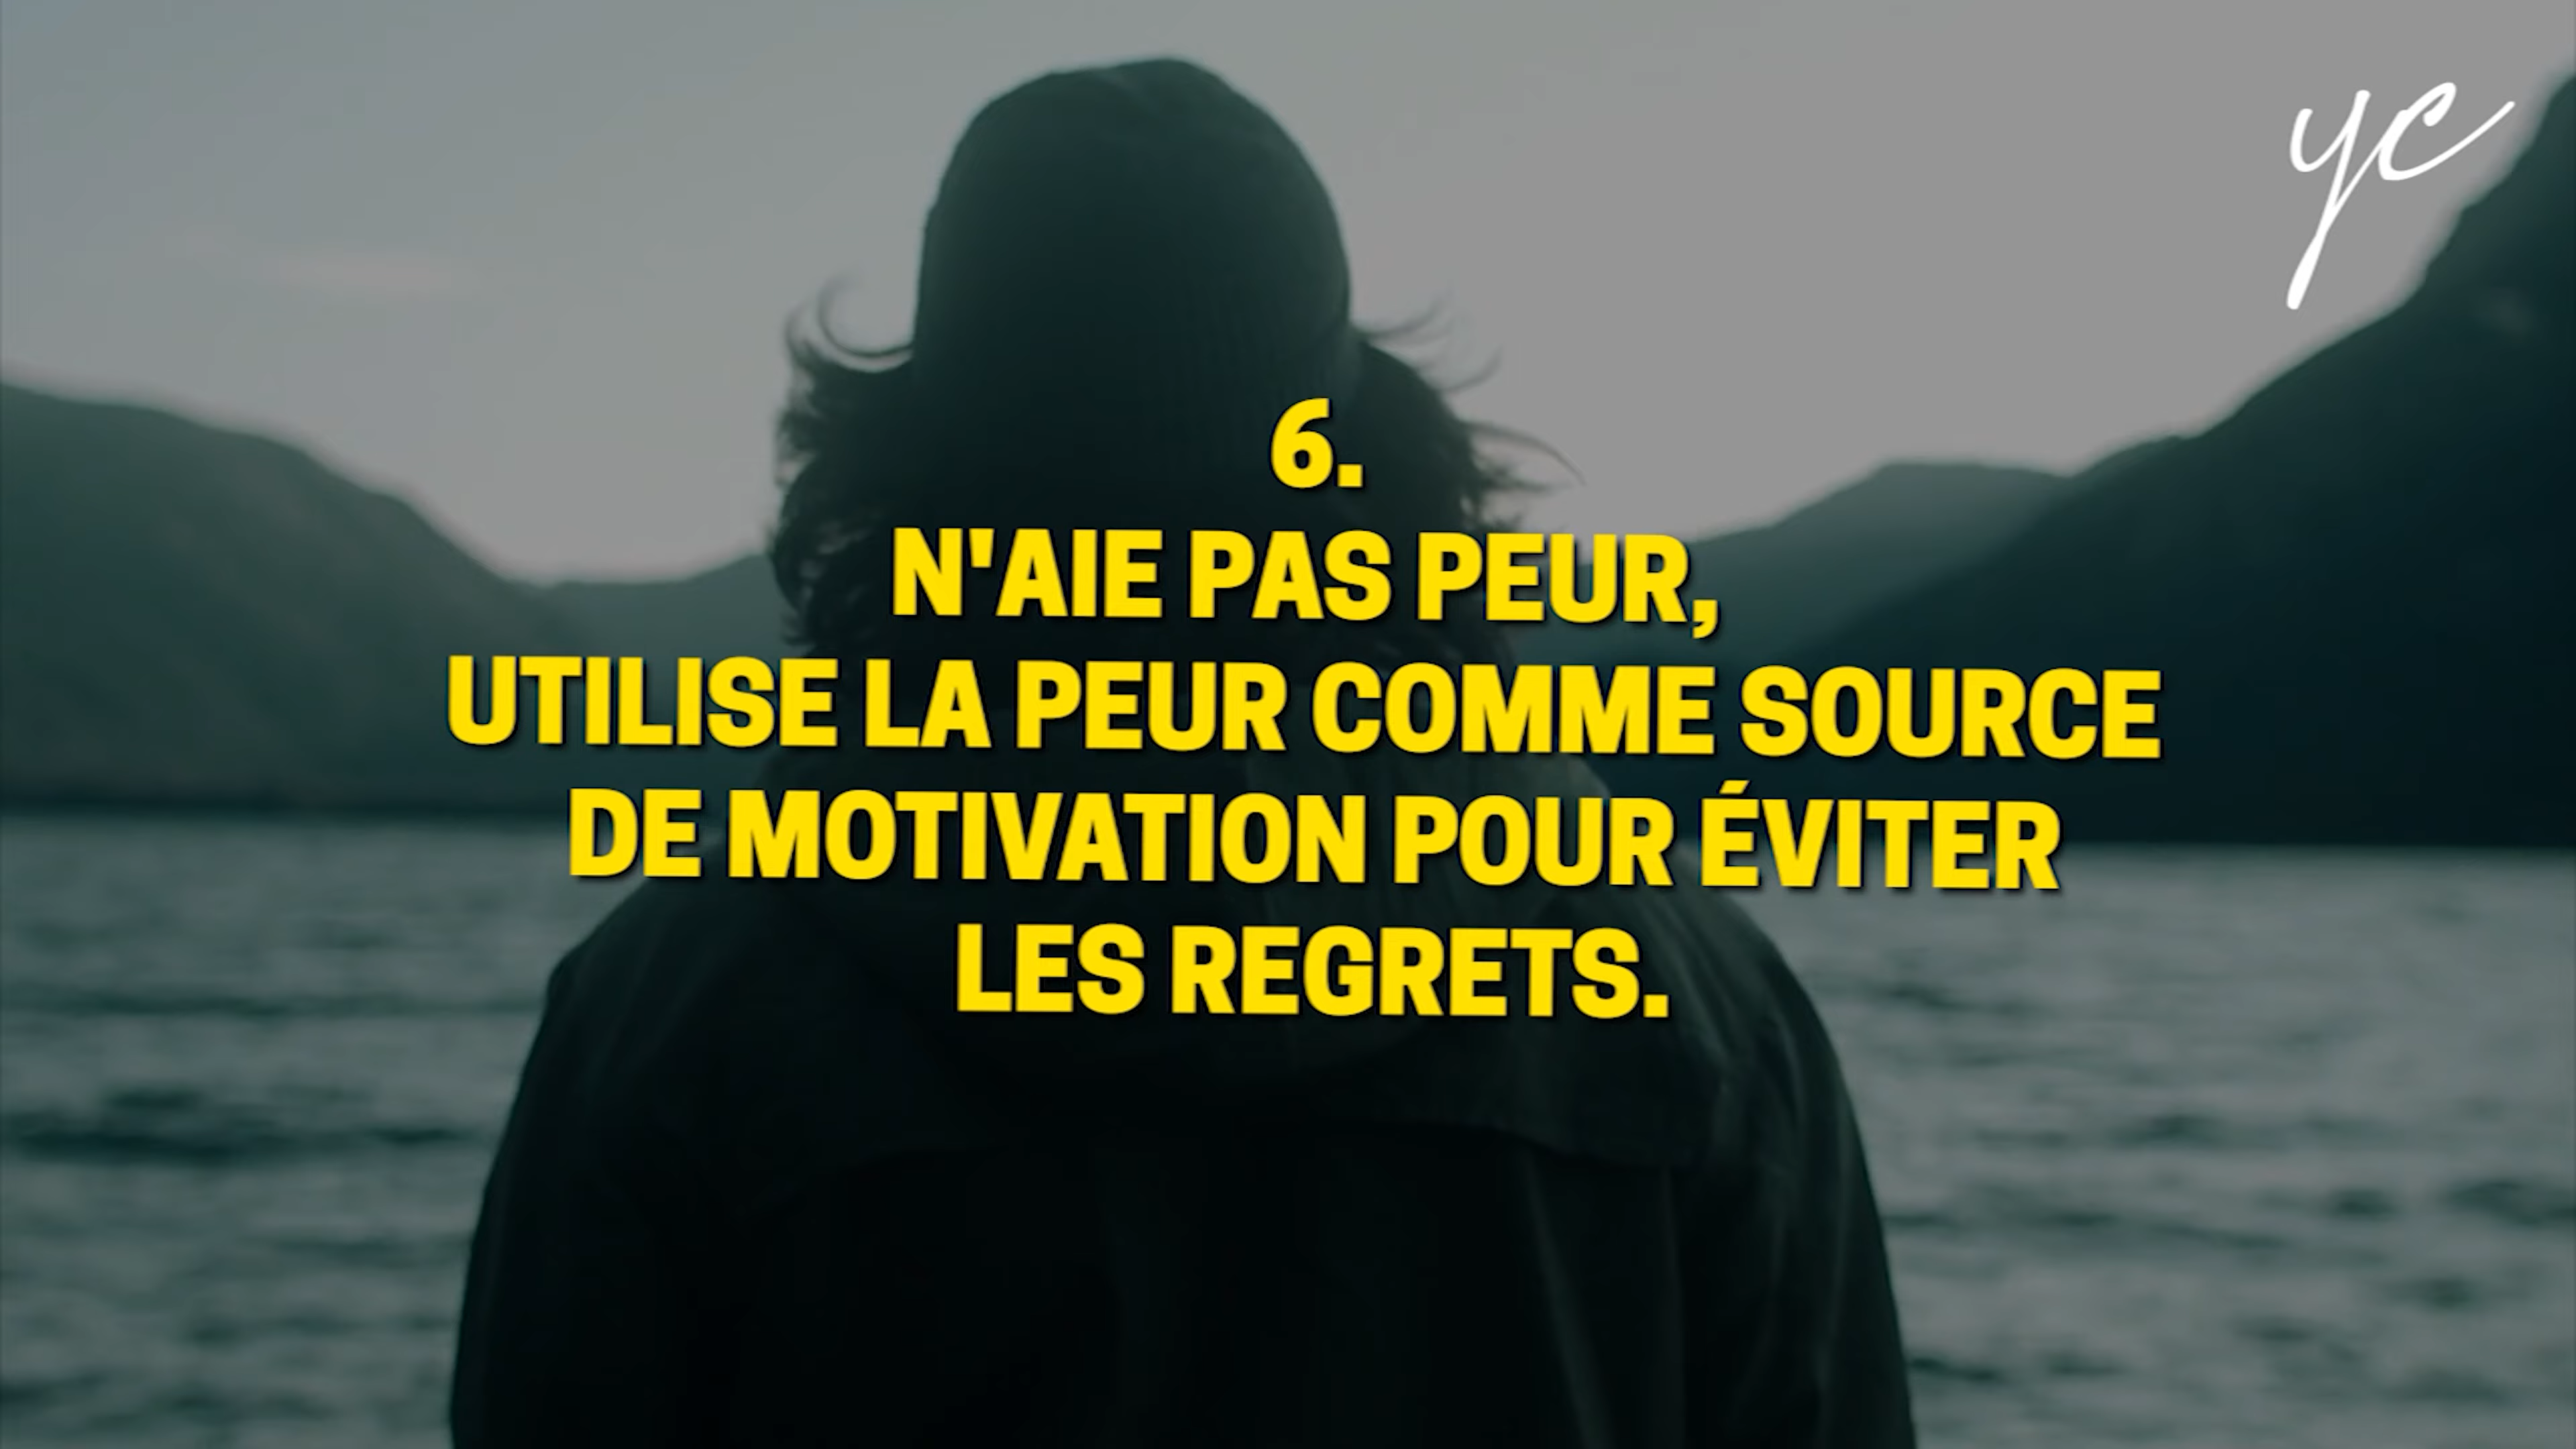 yc
6.
N'AIE PAS PEUR,
UTILISE LA PEUR COMME SOURCE
DE MOTIVATION POUR ÉVITER
LES REGRETS.